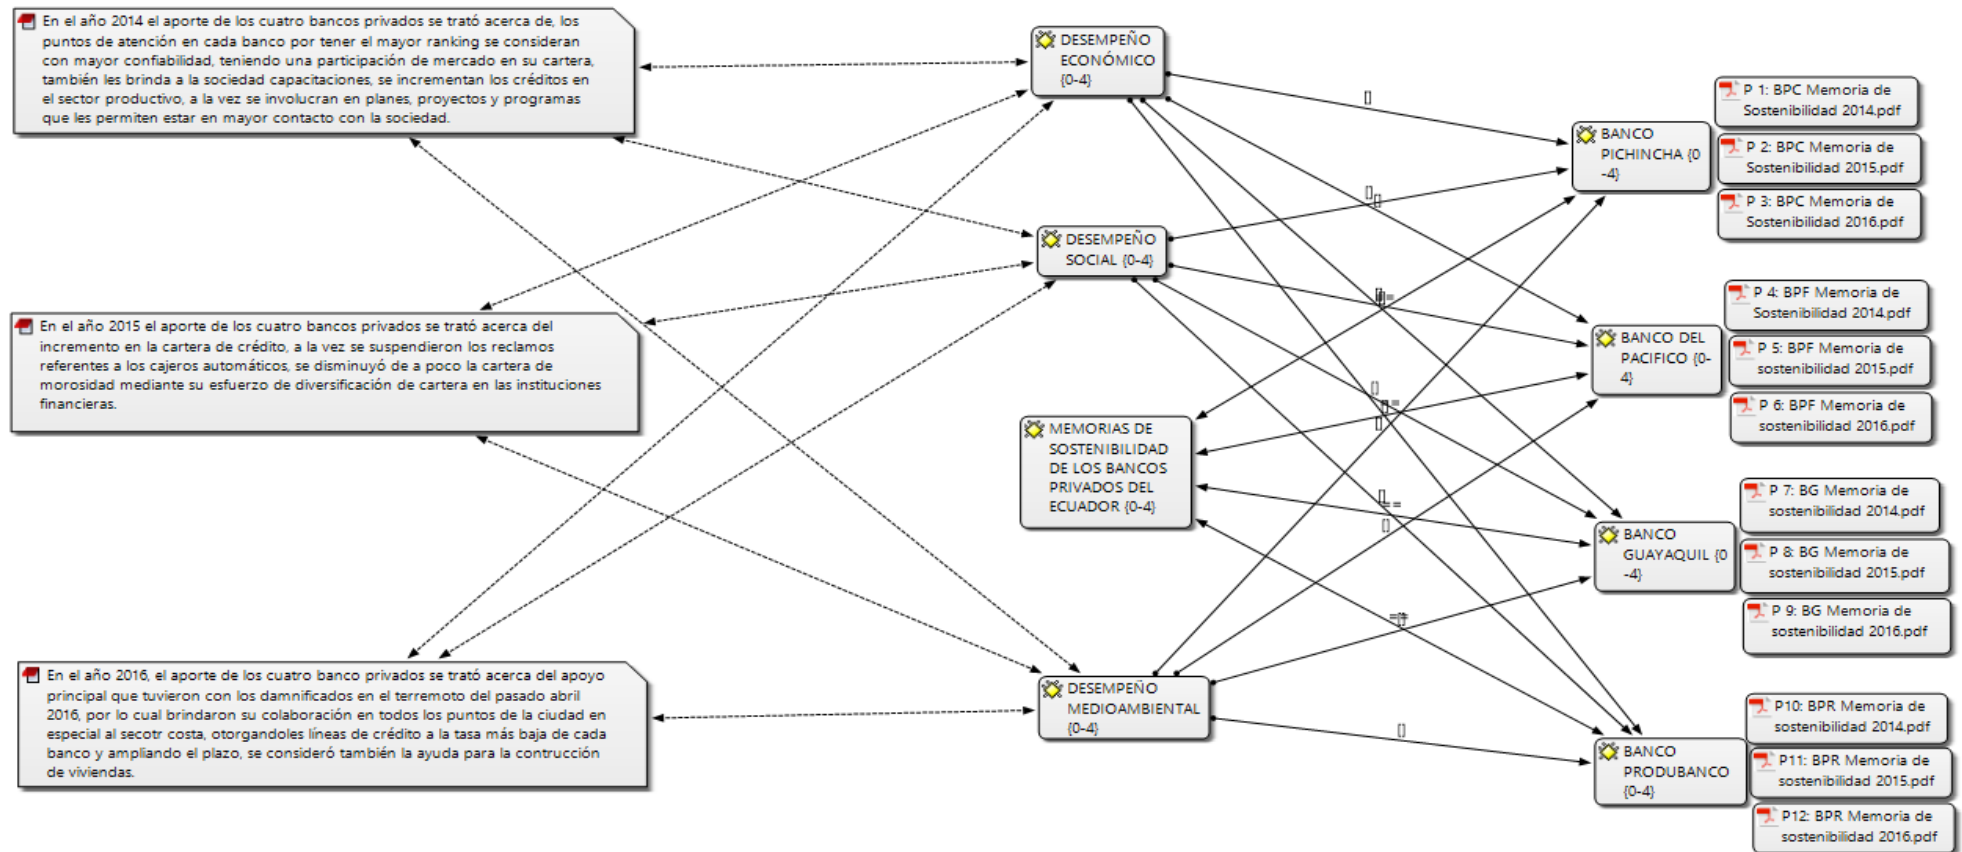 En el año 2014 el aporte de los cuatro bancos privados se trató acerca de, los
puntos de atención en cada banco por tener el mayor ranking se consideran
con mayor confiabilidad, teniendo una participación de mercado en su cartera,
también les brinda a la sociedad capacitaciones, se incrementan los créditos en
el sector productivo, a la vez se involucran en planes, proyectos y programas
que les permiten estar en mayor contacto con la sociedad.
En el año 2015 el aporte de los cuatro bancos privados se trató acerca del
incremento en la cartera de crédito, a la vez se suspendieron los reclamos
referentes a los cajeros automáticos, se disminuyó de a poco la cartera de
morosidad mediante su esfuerzo de diversificación de cartera en las instituciones
financieras.
En el año 2016, el aporte de los cuatro banco privados se trató acerca del apoyo
principal que tuvieron con los damnificados en el terremoto del pasado abril
2016, por lo cual brindaron su colaboración en todos los puntos de la ciudad en
especial al secotr costa, otorgandoles líneas de crédito a la tasa más baja de cada
banco y ampliando el plazo, se consideró también la ayuda para la contrucción
de viviendas.
DESEMPEÑO
ECONÓMICO
{0-4}
DESEMPEÑO
SOCIAL {0-4}
MEMORIAS DE
SOSTENIBILIDAD
DE LOS BANCOS
PRIVADOS DEL
ECUADOR {0-4}
DESEMPEÑO
MEDIOAMBIENTAL
{0-4}
[]
[]
[]
[]
[]
[]
[]
[]
BANCO
PICHINCHA {0
-4}
BANCO DEL
PACIFICO {0-
4}
BANCO
GUAYAQUIL {0
-4}
BANCO
PRODUBANCO
{0-4}
P 1: BPC Memoria de
Sostenibilidad 2014.pdf
P 2: BPC Memoria de
Sostenibilidad 2015.pdf
P 3: BPC Memoria de
Sostenibilidad 2016.pdf
P 4: BPF Memoria de
Sostenibilidad 2014.pdf
P 5: BPF Memoria de
sostenibilidad 2015.pdf
P 6: BPF Memoria de
sostenibilidad 2016.pdf
P 7: BG Memoria de
sostenibilidad 2014.pdf
P 8: BG Memoria de
sostenibilidad 2015.pdf
P 9: BG Memoria de
sostenibilidad 2016.pdf
P10: BPR Memoria de
sostenibilidad 2014.pdf
P11: BPR Memoria de
sostenibilidad 2015.pdf
P12: BPR Memoria de
sostenibilidad 2016.pdf